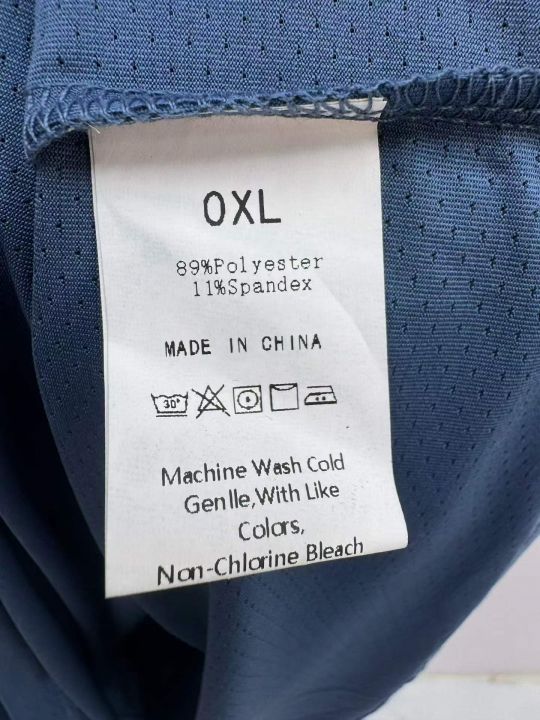 0XL
89%Polyester
11%Spandex
MADE IN CHINA
30°
Machine Wash Cold
Genlle,With Like
Colors,
Non-Chlorine Bleach